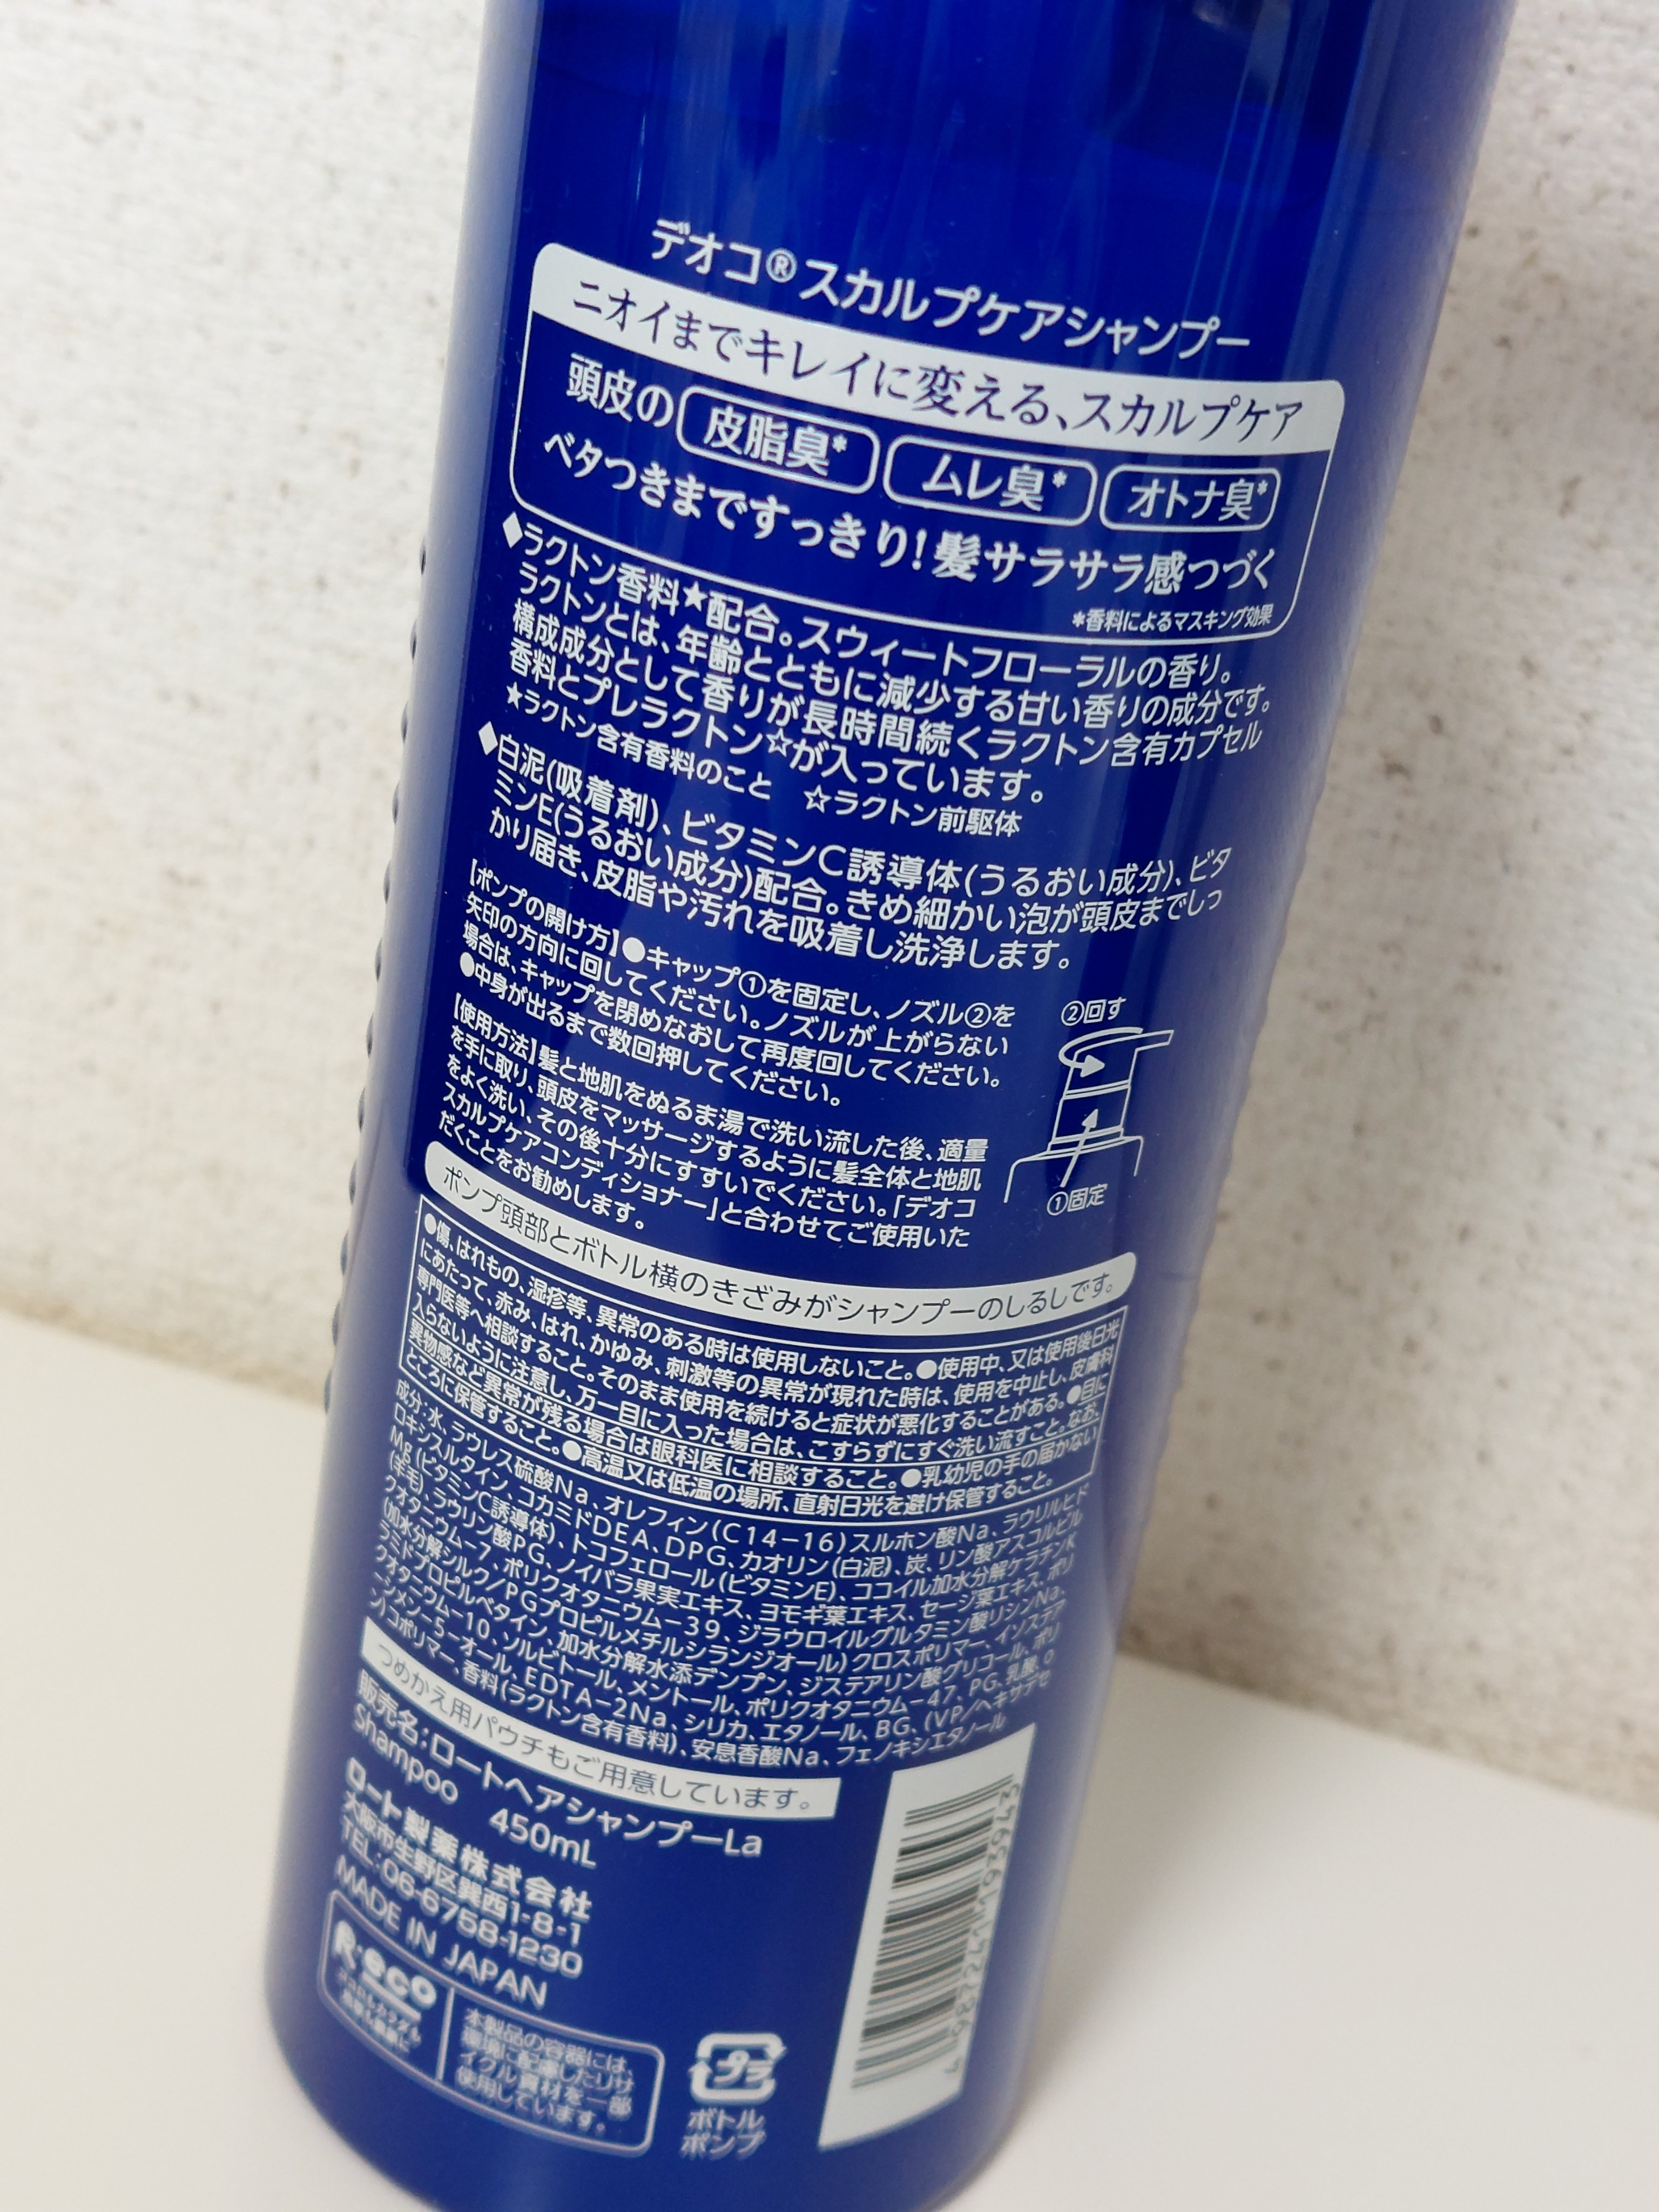 デオコ®スカルプケアシャンプー
ニオイまでキレイに変える、スカルプケア
頭皮の 皮脂臭* ムレ臭* オトナ臭*
ベタつきまですっきり!髪サラサラ感つづく
*香料によるマスキング効果
◆ラクトン香料★配合。スウィートフローラルの香り。
ラクトンとは、年齢とともに減少する甘い香りの成分です。
構成成分として香りが長時間続くラクトン含有カプセル
香料とプレラクトン☆が入っています。
★ラクトン含有香料のこと ☆ラクトン前駆体
◆白泥(吸着剤)、ビタミンC誘導体(うるおい成分)、ビタ
ミンE(うるおい成分)配合。きめ細かい泡が頭皮までしっ
かり届き、皮脂や汚れを吸着し洗浄します。
【ポンプの開け方】●キャップ①を固定し、ノズル②を
矢印の方向に回してください。ノズルが上がらない
場合は、キャップを閉めなおして再度回してください。
●中身が出るまで数回押してください。
②回す
①固定
【使用方法】髪と地肌をぬるま湯で洗い流した後、適量
を手に取り、頭皮をマッサージするように髪全体と地肌
をよく洗い、その後十分にすすいでください。「デオコ
スカルプケアコンディショナー」と合わせてご使用いた
だくことをお勧めします。
ポンプ頭部とボトル横のきざみがシャンプーのしるしです。
●傷、はれもの、湿疹等、異常のある時は使用しないこと。●使用中、又は使用後日光
にあたって、赤み、はれ、かゆみ、刺激等の異常が現れた時は、使用を中止し、皮膚科
専門医等へ相談すること。そのまま使用を続けると症状が悪化することがある。●目に
入らないように注意し、万一目に入った場合は、こすらずにすぐ洗い流すこと。なお、
異物感など異常が残る場合は眼科医に相談すること。●乳幼児の手の届かない
ところに保管すること。●高温又は低温の場所、直射日光を避け保管すること。
成分:水、ラウレス硫酸Na、オレフィン(C14-16)スルホン酸Na、ラウリルヒド
ロキシスルタイン、コカミドDEA、DPG、カオリン(白泥)、炭、リン酸アスコルビル
Mg(ビタミンC誘導体)、トコフェロール(ビタミンE)、ココイル加水分解ケラチンK
(羊毛)、ラウリン酸PG、ノイバラ果実エキス、ヨモギ葉エキス、セージ葉エキス、ポリ
クオタニウム-7、ポリクオタニウム-39、ジラウロイルグルタミン酸リシンNa、
(加水分解シルク/PGプロピルメチルシランジオール)クロスポリマー、イソステア
ラミドプロピルベタイン、加水分解水添デンプン、ジステアリン酸グリコール、ポリ
クオタニウム-10、ソルビトール、メントール、ポリクオタニウム-47、PG、乳酸、o
-シメン-5-オール、EDTA-2Na、シリカ、エタノール、BG、(VP/ヘキサデセ
ン)コポリマー、香料(ラクトン含有香料)、安息香酸Na、フェノキシエタノール
つめかえ用パウチもご用意しています。
販売名:ロートヘアシャンプーLa
Shampoo 450mL
ロート製薬株式会社
大阪市生野区巽西1-8-1
TEL:06-6758-1230
MADE IN JAPAN
R:eco
本製品の容器には、
環境に配慮したリサ
イクル資材を一部
使用しています。
プラ
ボトル
ポンプ